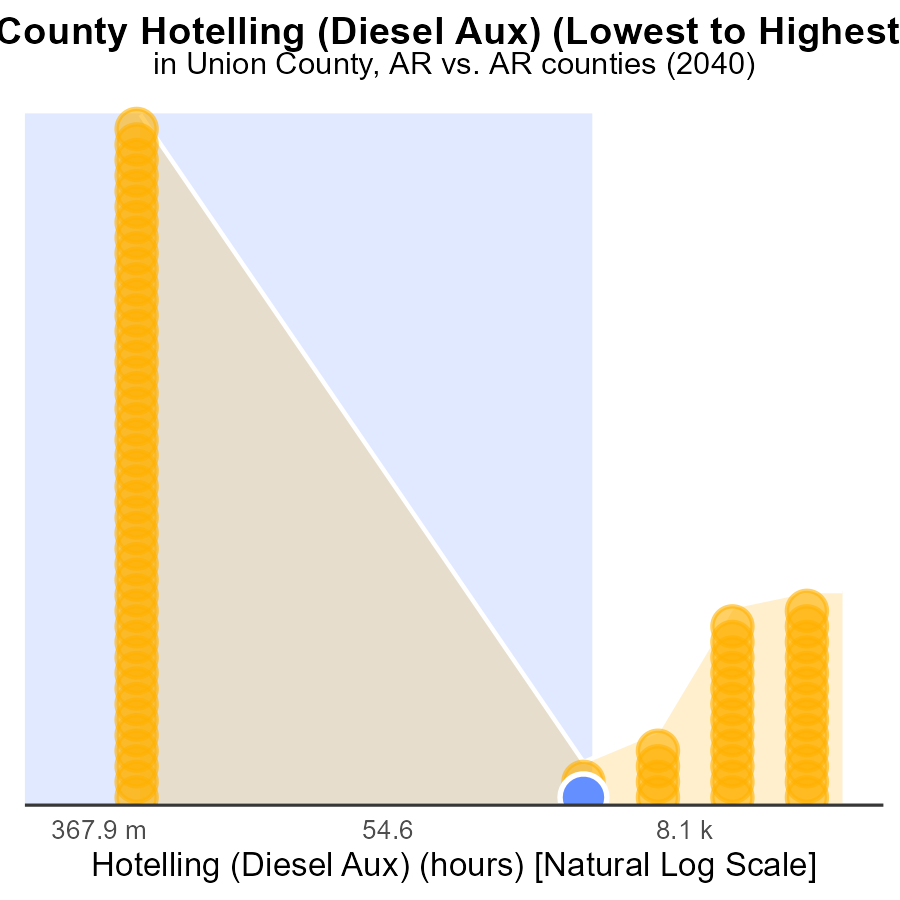 County Hotelling (Diesel Aux) (Lowest to Highest
in Union County, AR vs. AR counties (2040)
367.9 m 54.6 8.1 k
Hotelling (Diesel Aux) (hours) [Natural Log Scale]